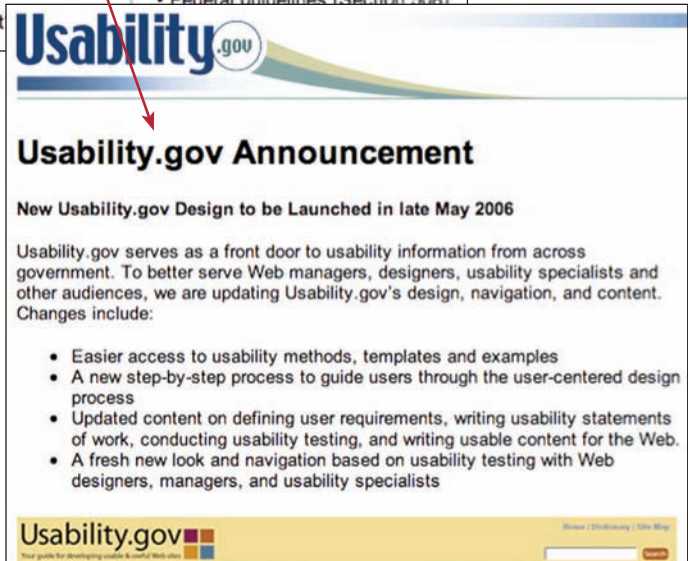 • Federal guidelines (Section 508)
t
Usability.gov
Usability.gov Announcement
New Usability.gov Design to be Launched in late May 2006
Usability.gov serves as a front door to usability information from across
government. To better serve Web managers, designers, usability specialists and
other audiences, we are updating Usability.gov's design, navigation, and content.
Changes include:
• Easier access to usability methods, templates and examples
• A new step-by-step process to guide users through the user-centered design
process
• Updated content on defining user requirements, writing usability statements
of work, conducting usability testing, and writing usable content for the Web.
• A fresh new look and navigation based on usability testing with Web
designers, managers, and usability specialists
Usability.gov
Home | Dictionary | Site Map
Your guide for developing usable & useful Web sites
Search